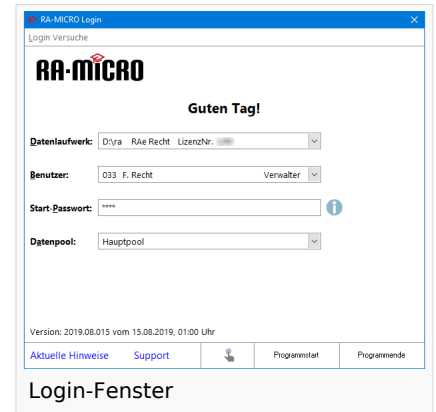 RA-MICRO Login
Login Versuche
RA-MICRO
Guten Tag!
Datenlaufwerk: D:\ra RAe Recht LizenzNr.
Benutzer: 033 F. Recht Verwalter
Start-Passwort: ****
Datenpool: Hauptpool
Version: 2019.08.015 vom 15.08.2019, 01:00 Uhr
Aktuelle Hinweise Support Programmstart Programmende
Login-Fenster